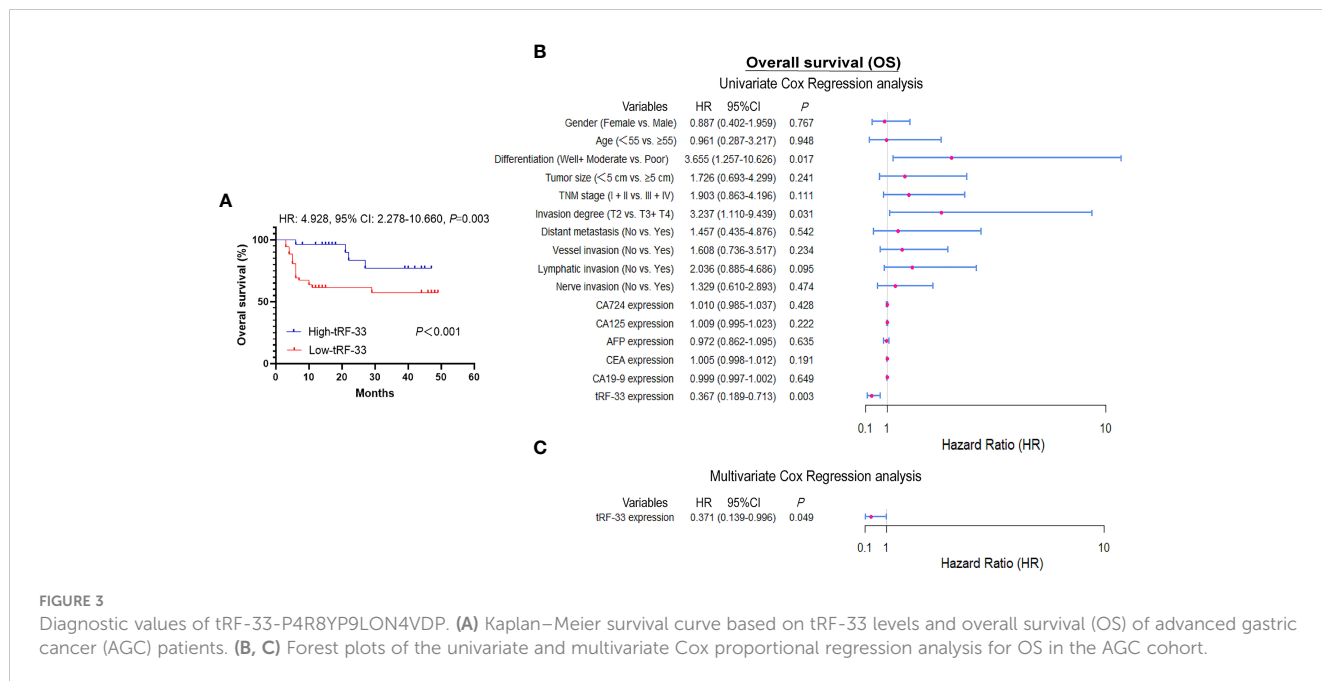 B
Overall survival (OS)
Univariate Cox Regression analysis
Variables HR 95%CI P
Gender (Female vs. Male) 0.887 (0.402-1.959) 0.767
Age (<55 vs. ≥55) 0.961 (0.287-3.217) 0.948
Differentiation (Well+ Moderate vs. Poor) 3.655 (1.257-10.626) 0.017
Tumor size (<5 cm vs. ≥5 cm) 1.726 (0.693-4.299) 0.241
TNM stage (I + II vs. III + IV) 1.903 (0.863-4.196) 0.111
Invasion degree (T2 vs. T3+ T4) 3.237 (1.110-9.439) 0.031
Distant metastasis (No vs. Yes) 1.457 (0.435-4.876) 0.542
Vessel invasion (No vs. Yes) 1.608 (0.736-3.517) 0.234
Lymphatic invasion (No vs. Yes) 2.036 (0.885-4.686) 0.095
Nerve invasion (No vs. Yes) 1.329 (0.610-2.893) 0.474
CA724 expression 1.010 (0.985-1.037) 0.428
CA125 expression 1.009 (0.995-1.023) 0.222
AFP expression 0.972 (0.862-1.095) 0.635
CEA expression 1.005 (0.998-1.012) 0.191
CA19-9 expression 0.999 (0.997-1.002) 0.649
tRF-33 expression 0.367 (0.189-0.713) 0.003
0.1 1 10
Hazard Ratio (HR)
A
HR: 4.928, 95% CI: 2.278-10.660, P=0.003
Overall survival (%)
100
50
0
High-tRF-33 P<0.001
Low-tRF-33
0 10 20 30 40 50 60
Months
C
Multivariate Cox Regression analysis
Variables HR 95%CI P
tRF-33 expression 0.371 (0.139-0.996) 0.049
0.1 1 10
Hazard Ratio (HR)
FIGURE 3
Diagnostic values of tRF-33-P4R8YP9LON4VDP. (A) Kaplan–Meier survival curve based on tRF-33 levels and overall survival (OS) of advanced gastric
cancer (AGC) patients. (B, C) Forest plots of the univariate and multivariate Cox proportional regression analysis for OS in the AGC cohort.